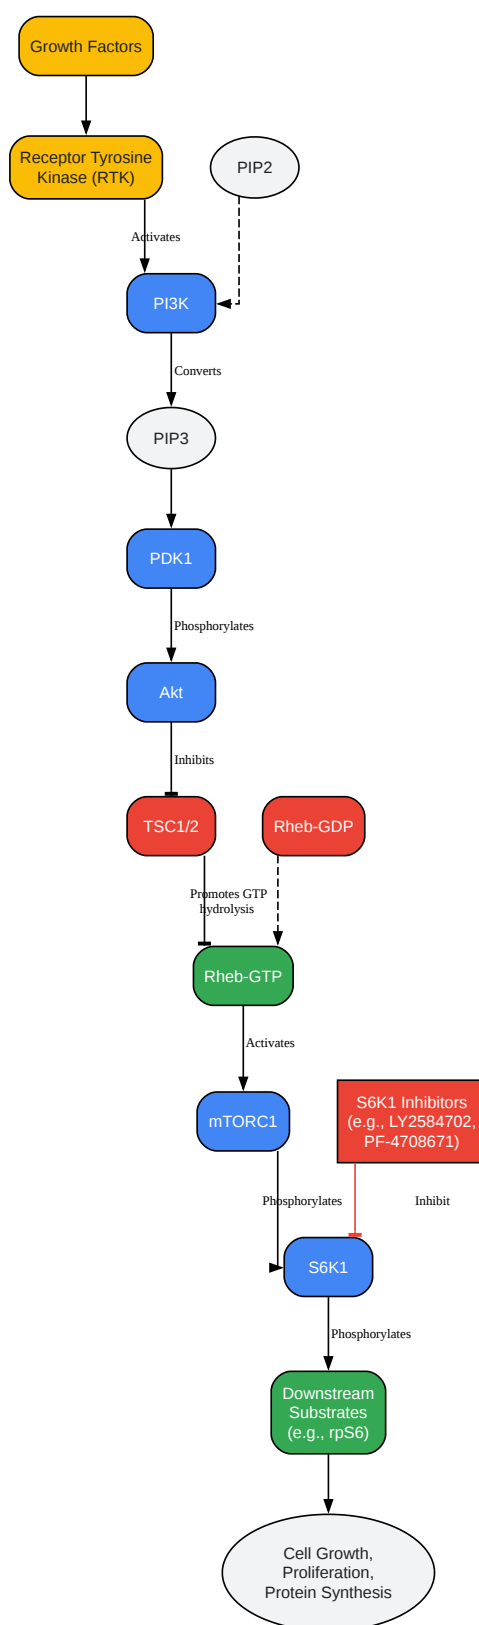 Growth Factors
Receptor Tyrosine
Kinase (RTK)
PIP2
Activates
PI3K
Converts
PIP3
PDK1
Phosphorylates
Akt
Inhibits
TSC1/2
Rheb-GDP
Promotes GTP
hydrolysis
Rheb-GTP
Activates
mTORC1
S6K1 Inhibitors
(e.g., LY2584702,
PF-4708671)
Phosphorylates
Inhibit
S6K1
Phosphorylates
Downstream
Substrates
(e.g., rpS6)
Cell Growth,
Proliferation,
Protein Synthesis